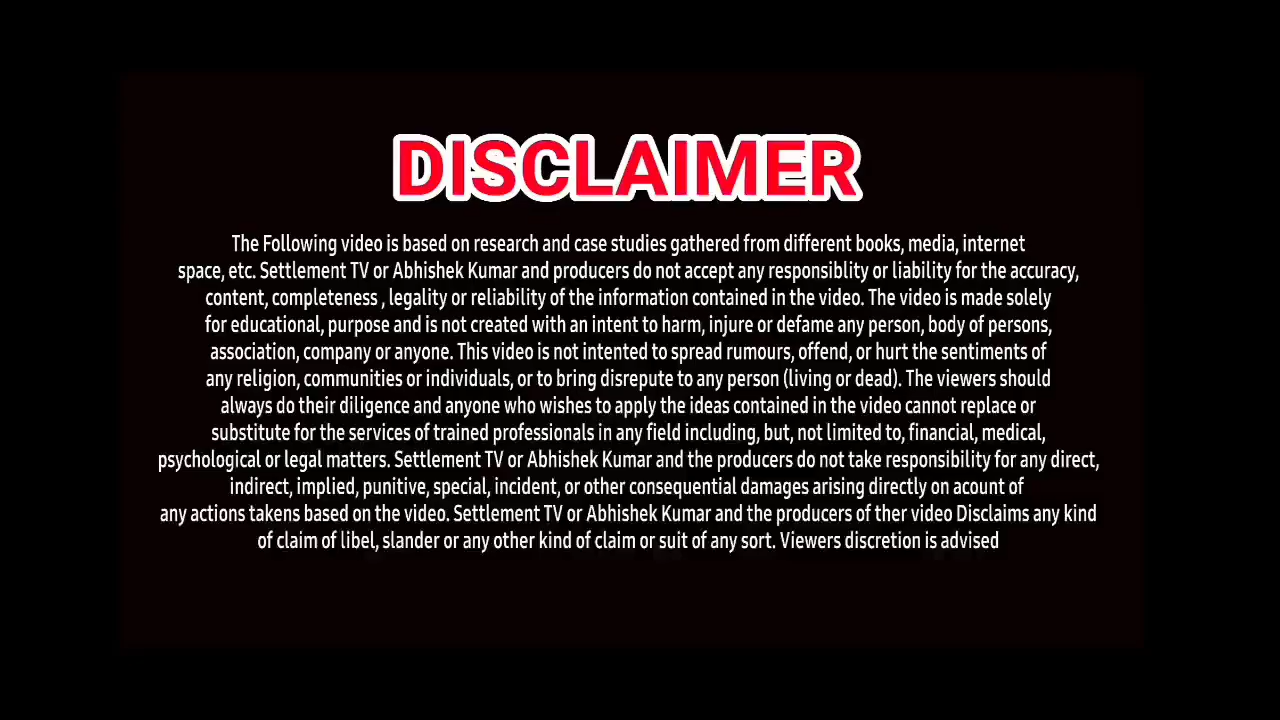 DISCLAIMER
The Following video is based on research and case studies gathered from different books, media, internet
space, etc. Settlement TV or Abhishek Kumar and producers do not accept any responsiblity or liability for the accuracy,
content, completeness , legality or reliability of the information contained in the video. The video is made solely
for educational, purpose and is not created with an intent to harm, injure or defame any person, body of persons,
association, company or anyone. This video is not intented to spread rumours, offend, or hurt the sentiments of
any religion, communities or individuals, or to bring disrepute to any person (living or dead). The viewers should
always do their diligence and anyone who wishes to apply the ideas contained in the video cannot replace or
substitute for the services of trained professionals in any field including, but, not limited to, financial, medical,
psychological or legal matters. Settlement TV or Abhishek Kumar and the producers do not take responsibility for any direct,
indirect, implied, punitive, special, incident, or other consequential damages arising directly on acount of
any actions takens based on the video. Settlement TV or Abhishek Kumar and the producers of ther video Disclaims any kind
of claim of libel, slander or any other kind of claim or suit of any sort. Viewers discretion is advised